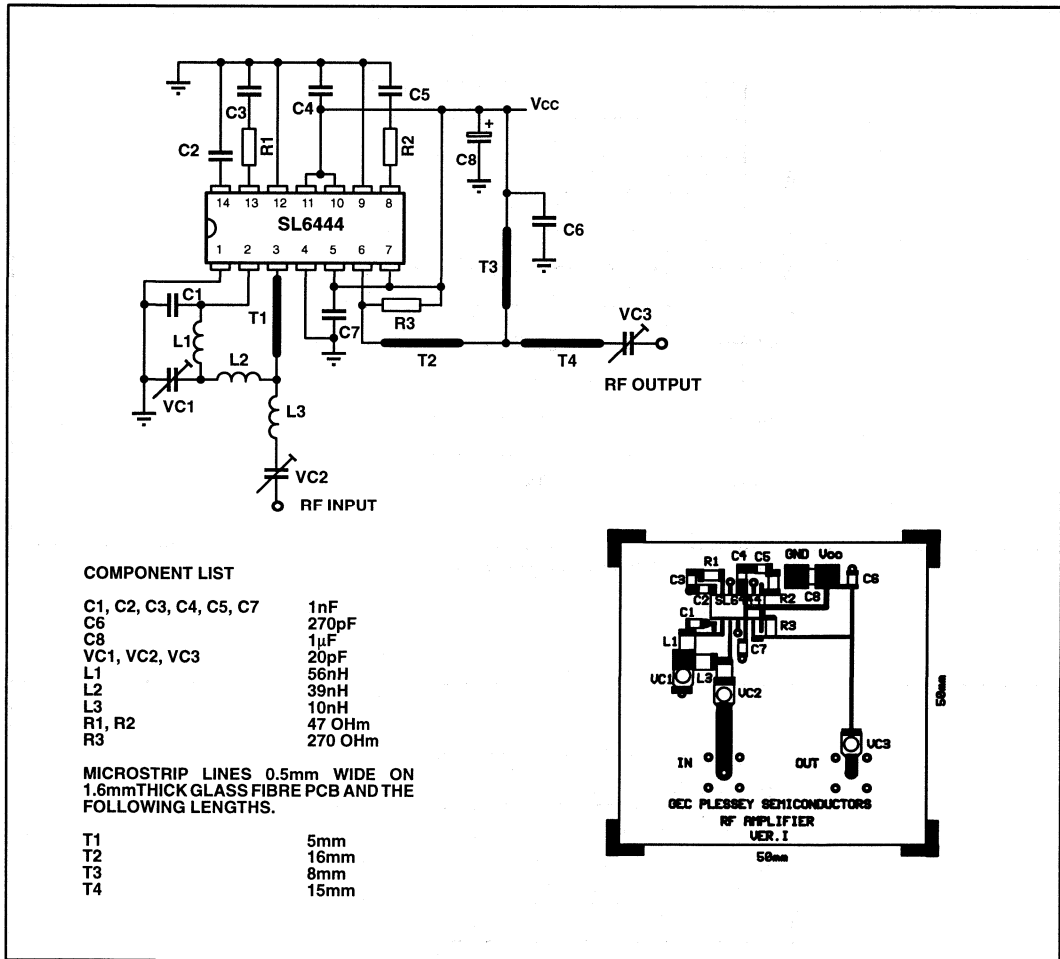 C3
C4
C5
Vcc
+
C2
R1
R2
C8
14 13 12 11 10 9 8
SL6444
1 2 3 4 5 6 7
C6
T3
C1
T1
C7
R3
VC3
L1
L2
T2
T4
RF OUTPUT
VC1
L3
VC2
RF INPUT
COMPONENT LIST
C1, C2, C3, C4, C5, C7 1nF
C6 270pF
C8 1µF
VC1, VC2, VC3 20pF
L1 56nH
L2 39nH
L3 10nH
R1, R2 47 OHm
R3 270 OHm
MICROSTRIP LINES 0.5mm WIDE ON
1.6mmTHICK GLASS FIBRE PCB AND THE
FOLLOWING LENGTHS.
T1 5mm
T2 16mm
T3 8mm
T4 15mm
R1 C4 C5 GND Voo
C3 C6
C2 SL6444 R2 C8
C1 R3
L1 C7
VC1 L3 VC2
50mm
VC3
IN OUT
GEC PLESSEY SEMICONDUCTORS
RF AMPLIFIER
VER.I
50mm